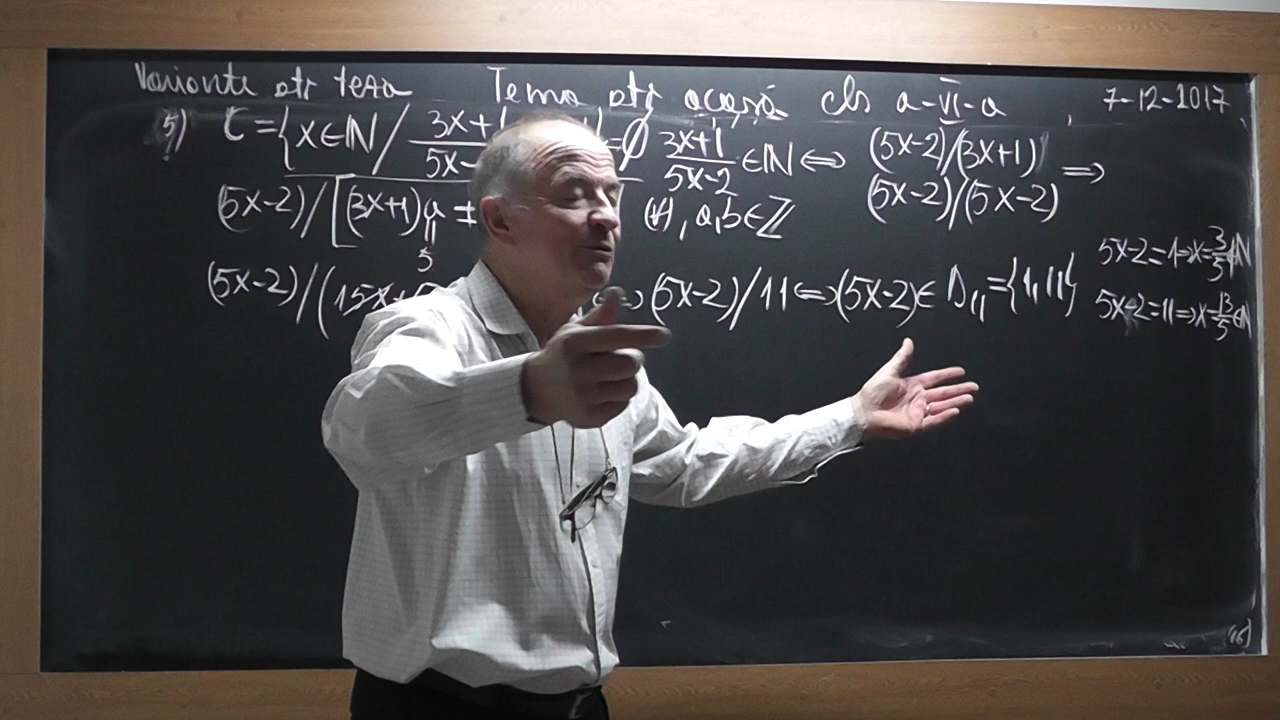 Variante ptr teza Tema ptr acasă cls a-VI-a, 7-12-2017
5) C={x∈ℕ/ 3x+1 / 5x- =∅ 3x+1/5x-2 ∈ℕ ⇔ (5x-2)/(3x+1) ⇒
(5x-2)/(5x-2)
(5x-2)/[(3x+1)a ± (∀), a,b∈ℤ
5
(5x-2)/(15x+ ⇔ (5x-2)/11 ⇔ (5x-2)∈ D₁₁={1,11}
5x-2=1⇒x=3/5∉ℕ
5x-2=11⇒x=13/5∉ℕ